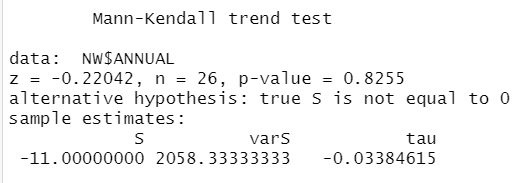 Mann-Kendall trend test
data:  NW$ANNUAL
z = -0.22042, n = 26, p-value = 0.8255
alternative hypothesis: true S is not equal to 0
sample estimates:
S varS tau
-11.00000000 2058.33333333 -0.03384615